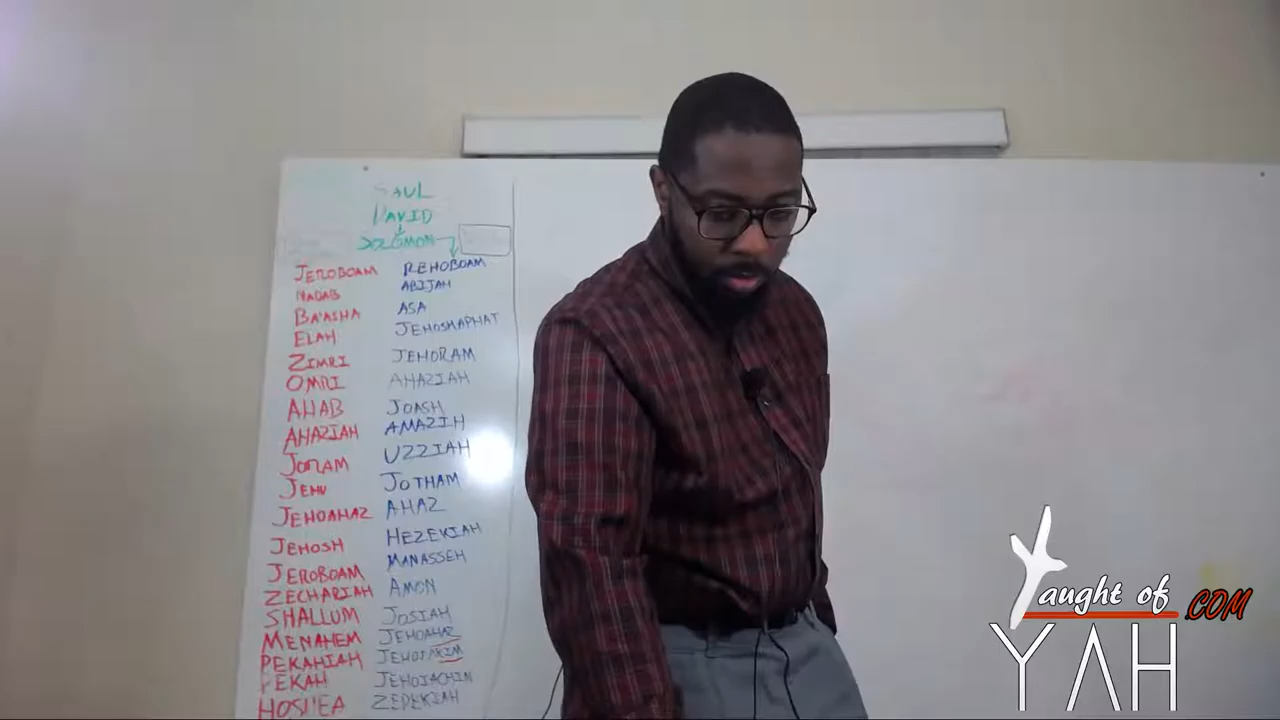 SAUL
DAVID
SOLOMON
JEROBOAM REHOBOAM
NADAB ABIJAH
BA'ASHA ASA
ELAH JEHOSHAPHAT
ZIMRI JEHORAM
OMRI AHAZIAH
AHAB JOASH
AHAZIAH AMAZIH
JORAM UZZIAH
JEHU JOTHAM
JEHOAHAZ AHAZ
JEHOSH HEZEKIAH
JEROBOAM MANASSEH
ZECHARIAH AMON
SHALLUM JOSIAH
MENAHEM JEHOAHAZ
PEKAHIAH JEHOIAKIM
PEKAH JEHOIACHIN
HOSHEA ZEDEKIAH
Taught of .COM
YAH